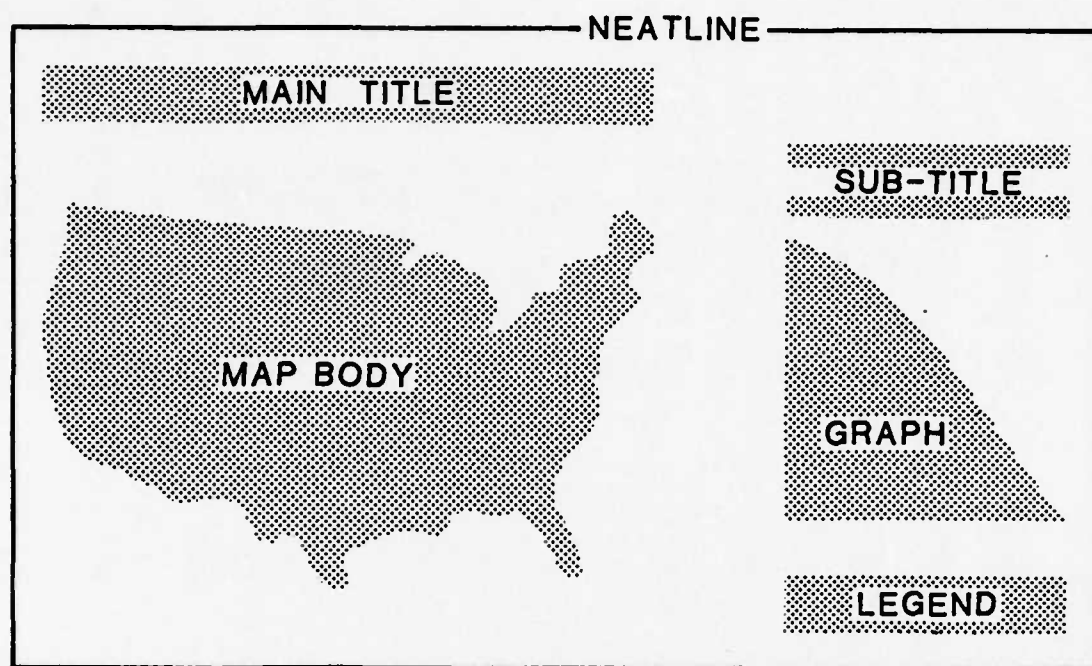 NEATLINE
MAIN TITLE
SUB-TITLE
MAP BODY
GRAPH
LEGEND